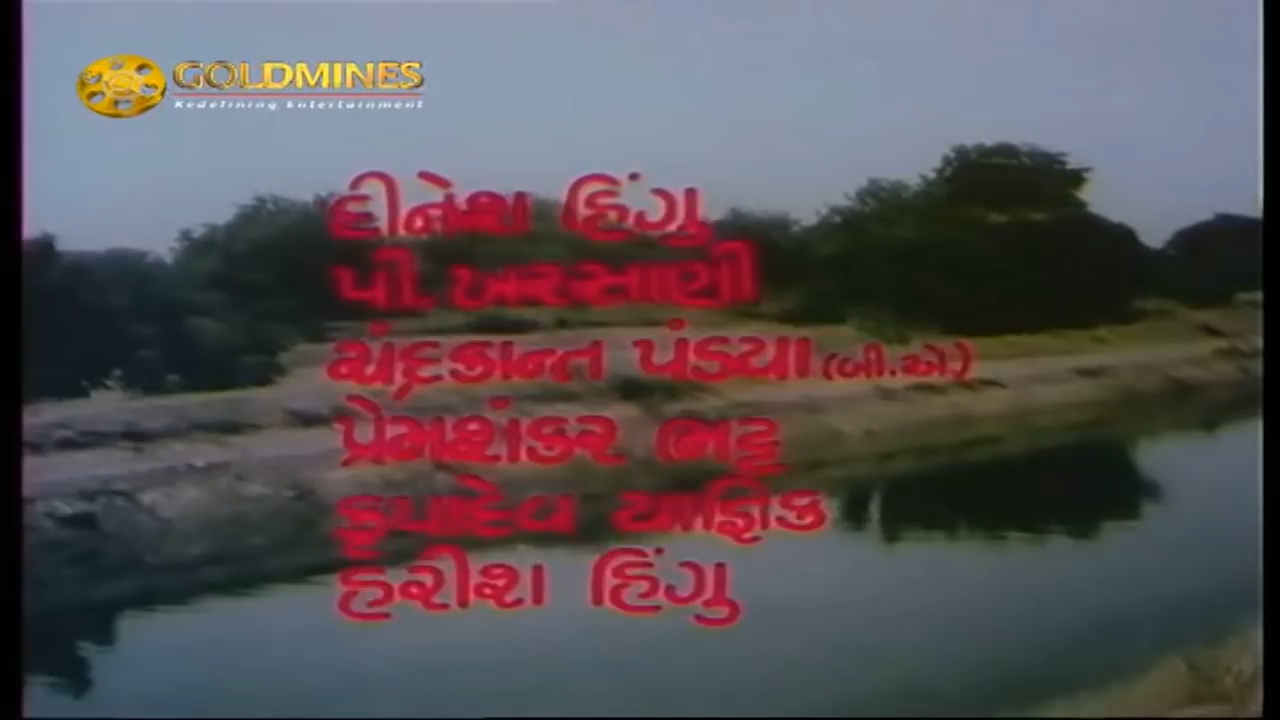 GOLDMINES
Redefining Entertainment
દીનેશ હિંગુ
પી. ખરસાણી
ચંદ્રકાન્ત પંડયા (બી.એ)
પ્રેમશંકર ભટ્ટ
કૃપાદેવ યાજ્ઞિક
હરીશ હિંગુ